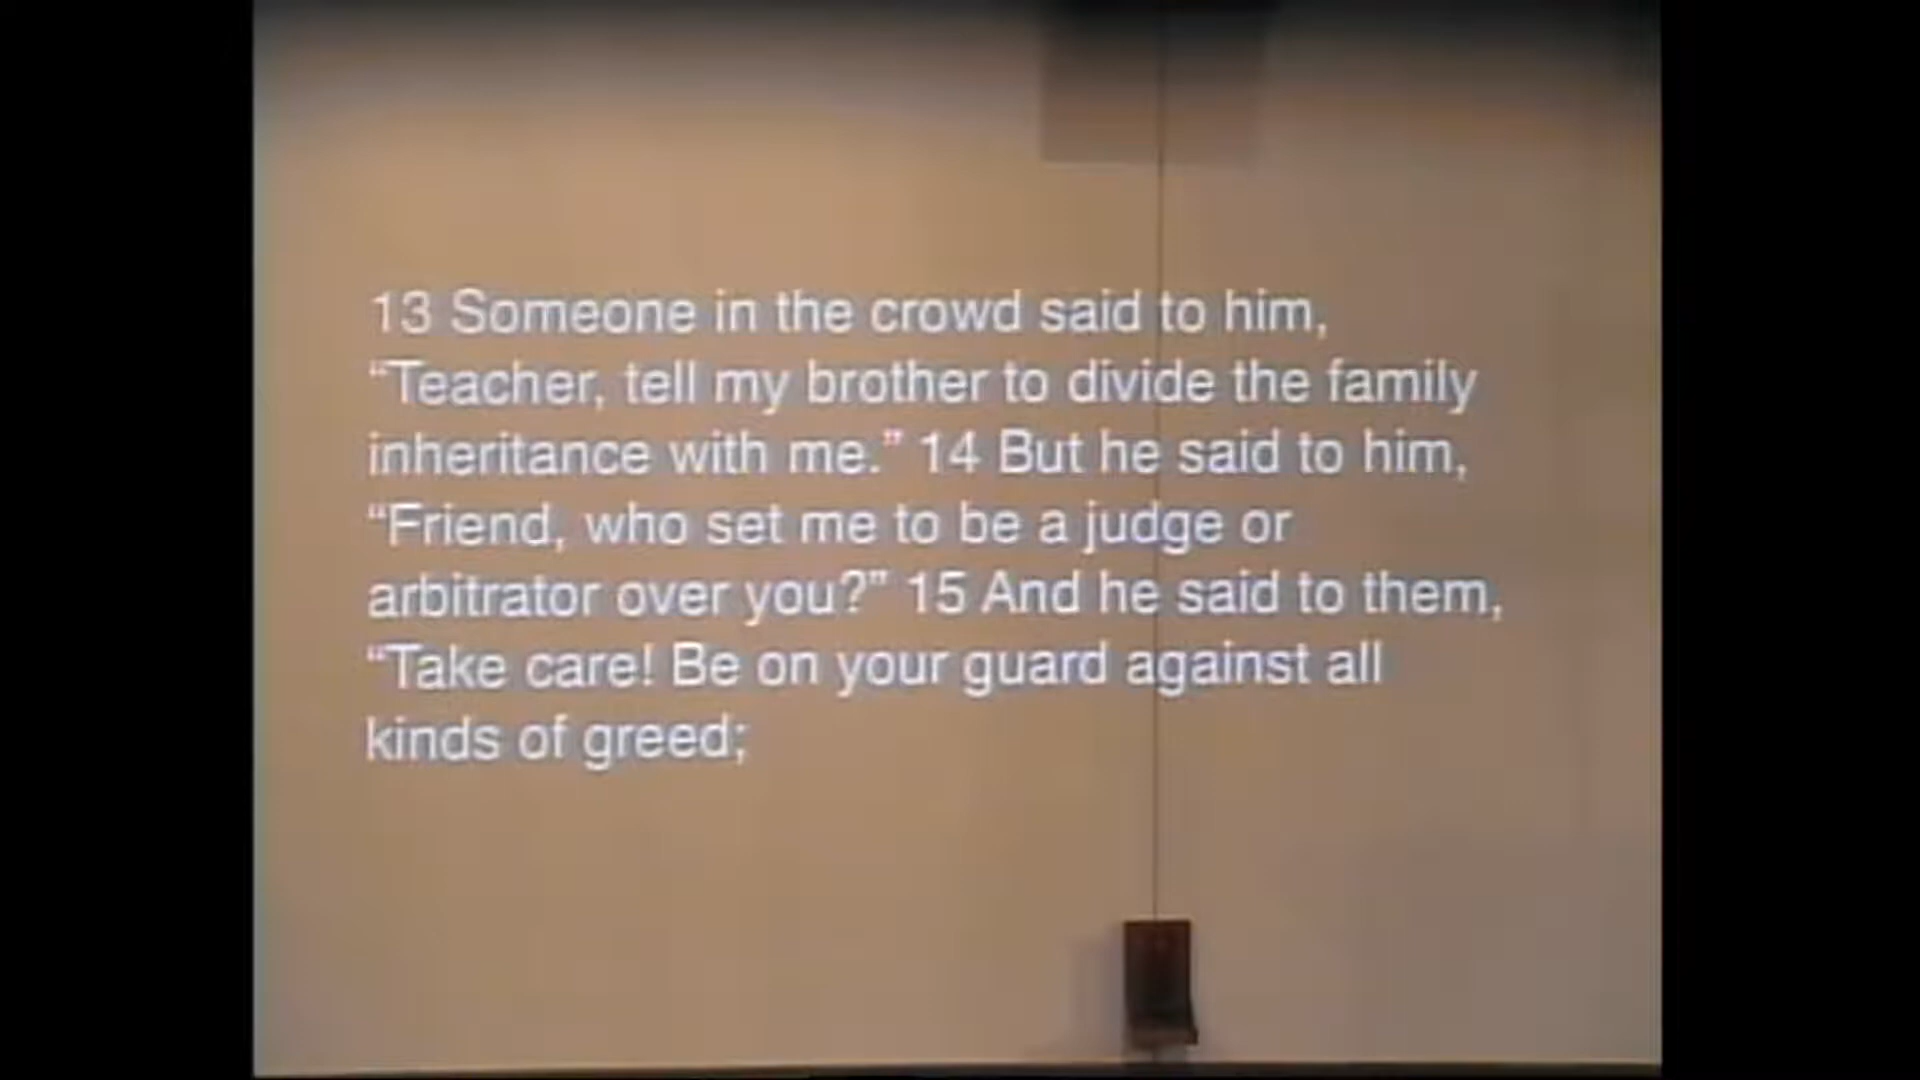 13 Someone in the crowd said to him,
“Teacher, tell my brother to divide the family
inheritance with me.” 14 But he said to him,
“Friend, who set me to be a judge or
arbitrator over you?” 15 And he said to them,
“Take care! Be on your guard against all
kinds of greed;